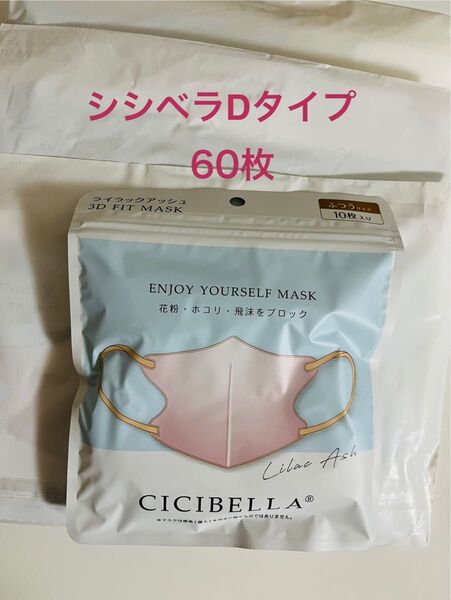 シシベラDタイプ
60枚
ライラックアッシュ
3D FIT MASK
ふつうサイズ
10枚入り
ENJOY YOURSELF MASK
花粉・ホコリ・飛沫をブロック
Lilac Ash
CICIBELLA®